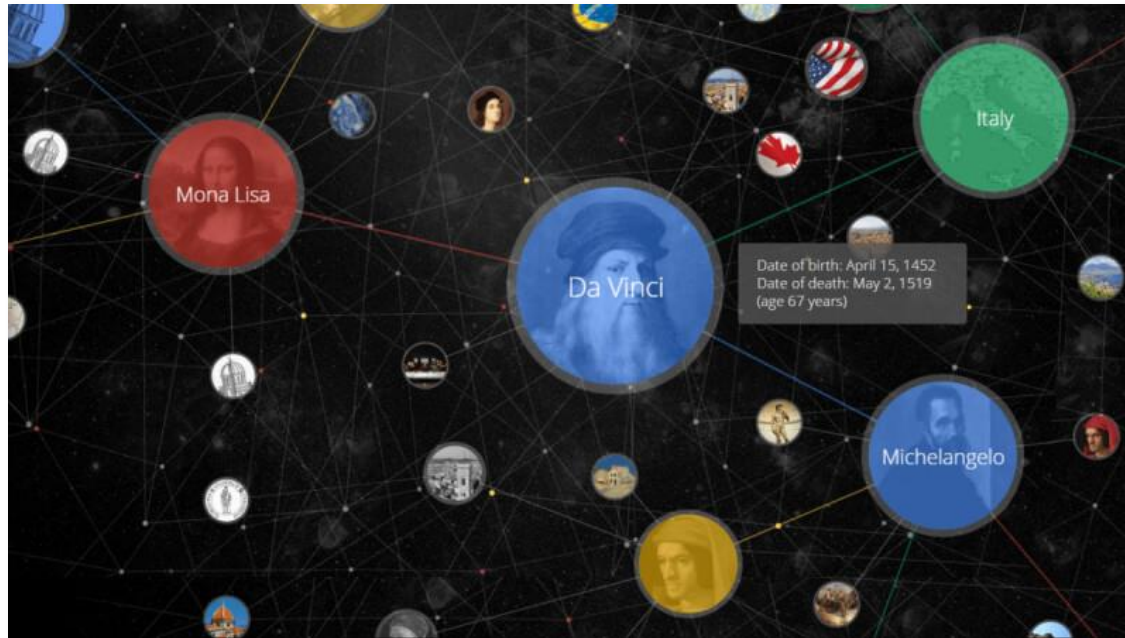 Italy
Mona Lisa
Date of birth: April 15, 1452
Date of death: May 2, 1519
(age 67 years)
Da Vinci
Michelangelo